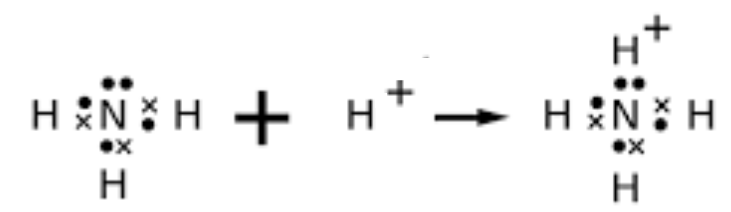 H
+
H N H + H + → H N H
H H